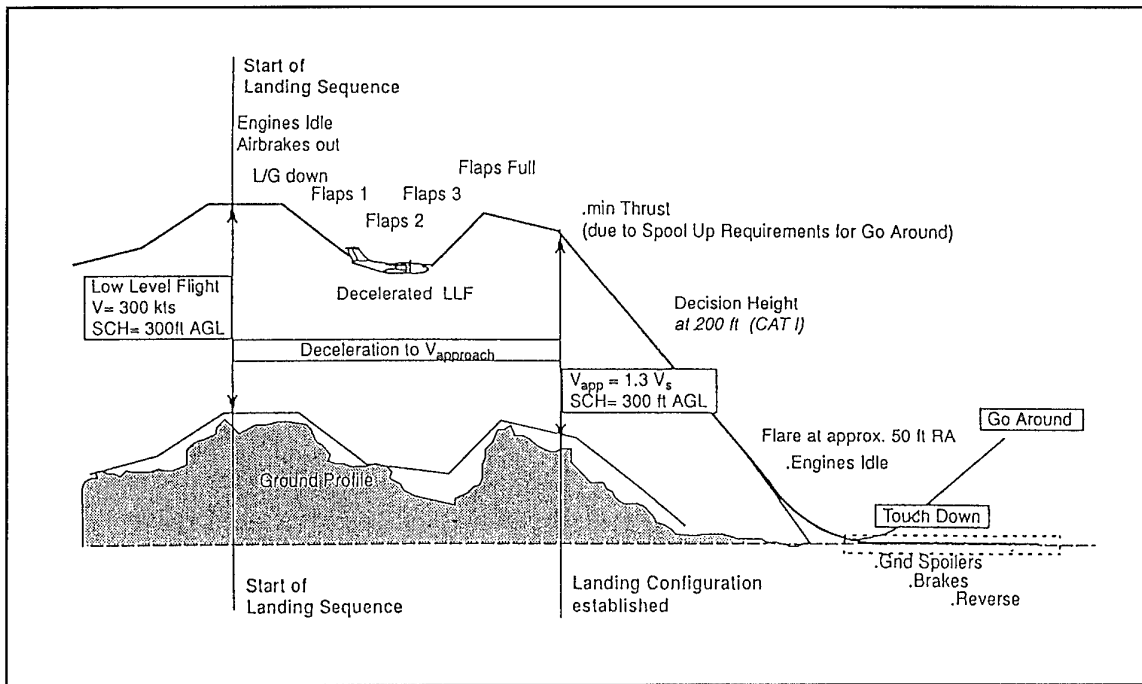 Start of
Landing Sequence
Engines Idle
Airbrakes out
L/G down
Flaps 1
Flaps 2
Flaps 3
Flaps Full
Decelerated LLF
.min Thrust
(due to Spool Up Requirements for Go Around)
Low Level Flight
V= 300 kts
SCH= 300ft AGL
Decision Height
at 200 ft (CAT I)
Deceleration to Vapproach
Vapp = 1.3 Vs
SCH= 300 ft AGL
Flare at approx. 50 ft RA
.Engines Idle
Go Around
Ground Profile
Touch Down
.Gnd Spoilers
.Brakes
.Reverse
Start of
Landing Sequence
Landing Configuration
established